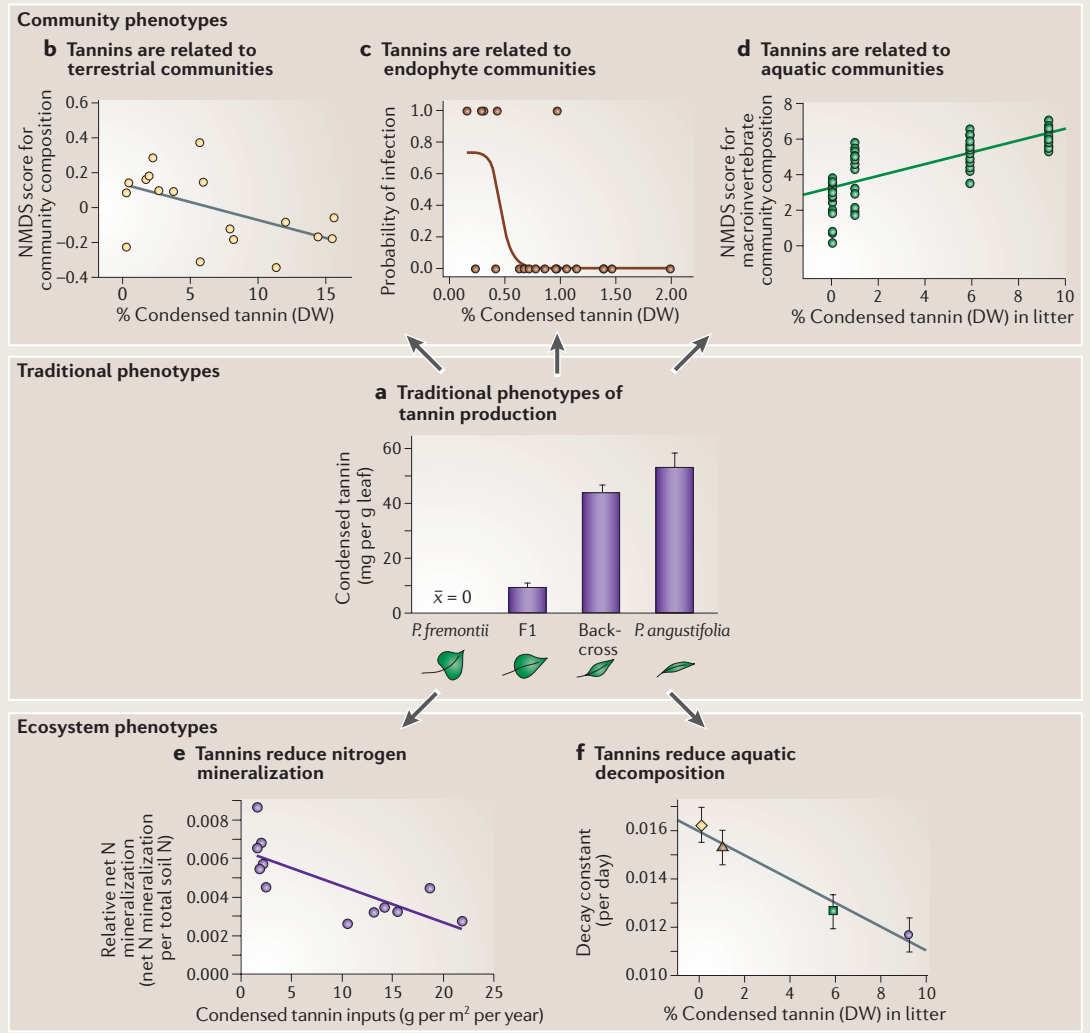 Community phenotypes
b Tannins are related to
terrestrial communities
NMDS score for
community composition
0.6
0.4
0.2
0
−0.2
−0.4
0 5 10 15
% Condensed tannin (DW)
c Tannins are related to
endophyte communities
Probability of infection
1.0
0.8
0.6
0.4
0.2
0.0
0.00 0.50 1.00 1.50 2.00
% Condensed tannin (DW)
d Tannins are related to
aquatic communities
NMDS score for
macroinvertebrate
community composition
8
6
4
2
0
0 2 4 6 8 10
% Condensed tannin (DW) in litter
Traditional phenotypes
a Traditional phenotypes of
tannin production
Condensed tannin
(mg per g leaf)
60
40
20
0
x̄ = 0
P. fremontii F1 Back-
cross P. angustifolia
Ecosystem phenotypes
e Tannins reduce nitrogen
mineralization
Relative net N
mineralization
(net N mineralization
per total soil N)
0.008
0.006
0.004
0.002
0.000
0 5 10 15 20 25
Condensed tannin inputs (g per m² per year)
f Tannins reduce aquatic
decomposition
Decay constant
(per day)
0.016
0.014
0.012
0.010
0 2 4 6 8 10
% Condensed tannin (DW) in litter